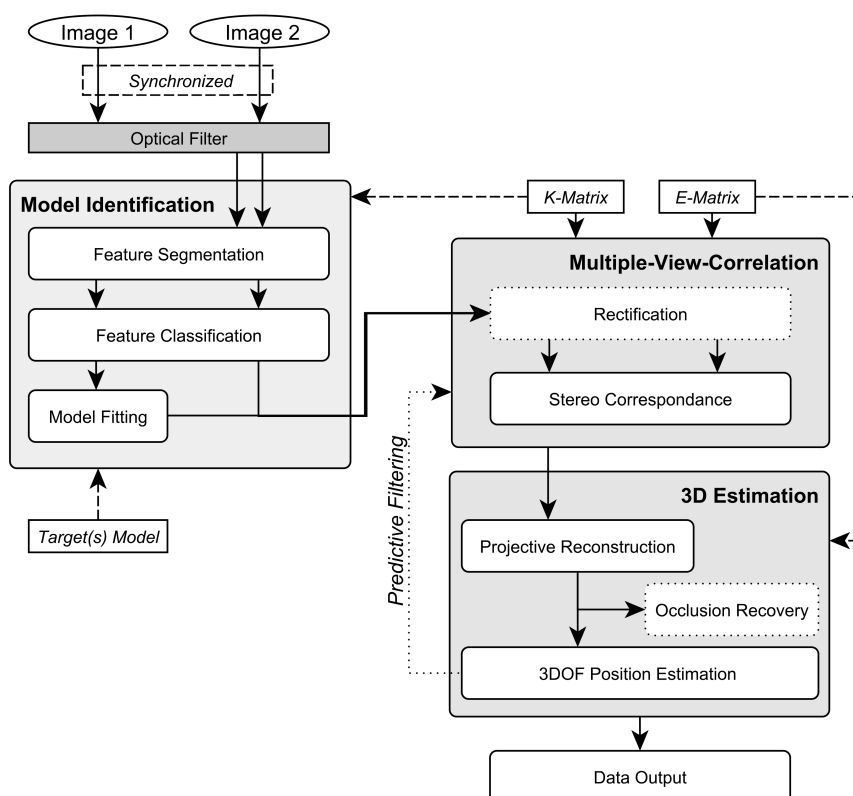 Image 1
Image 2
Synchronized
Optical Filter
Model Identification
Feature Segmentation
Feature Classification
Model Fitting
Target(s) Model
K-Matrix
E-Matrix
Multiple-View-Correlation
Rectification
Stereo Correspondance
Predictive Filtering
3D Estimation
Projective Reconstruction
Occlusion Recovery
3DOF Position Estimation
Data Output